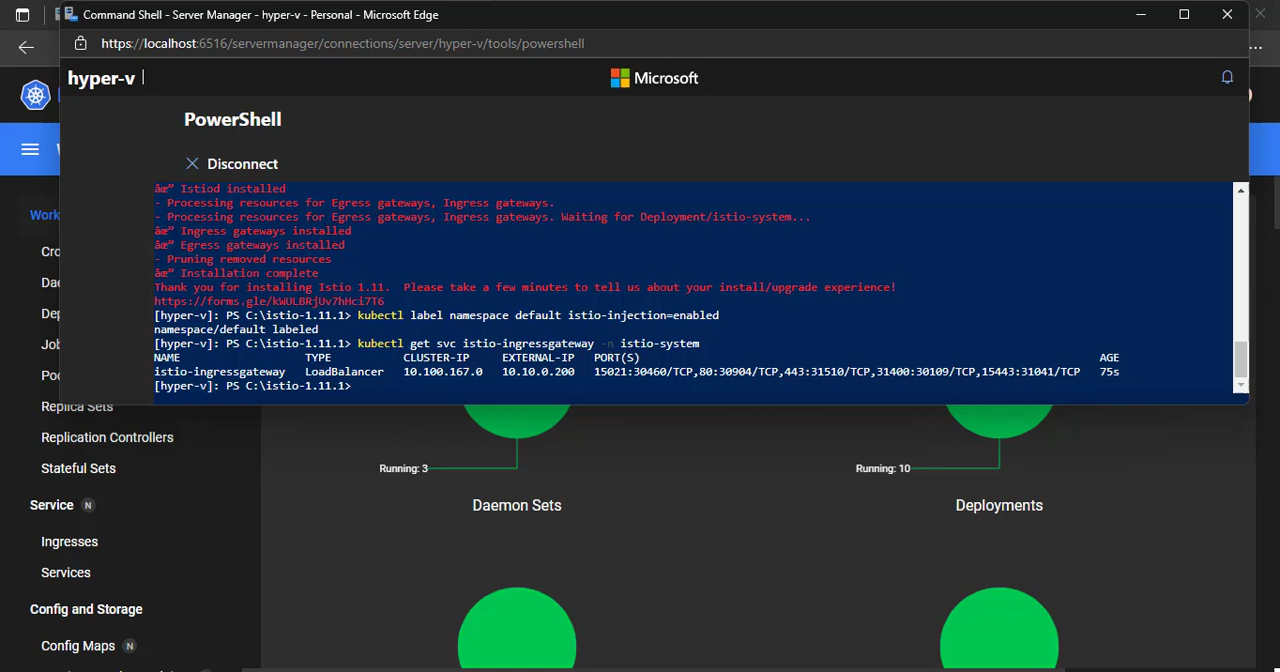 Command Shell - Server Manager - hyper-v - Personal - Microsoft Edge
https://localhost:6516/servermanager/connections/server/hyper-v/tools/powershell
hyper-v
Microsoft
PowerShell
Disconnect
âœ” Istiod installed
- Processing resources for Egress gateways, Ingress gateways.
- Processing resources for Egress gateways, Ingress gateways. Waiting for Deployment/istio-system...
âœ” Ingress gateways installed
âœ” Egress gateways installed
- Pruning removed resources
âœ” Installation complete
Thank you for installing Istio 1.11.  Please take a few minutes to tell us about your install/upgrade experience!
https://forms.gle/kWULBRjUv7hHci7T6
[hyper-v]: PS C:\istio-1.11.1> kubectl label namespace default istio-injection=enabled
namespace/default labeled
[hyper-v]: PS C:\istio-1.11.1> kubectl get svc istio-ingressgateway -n istio-system
NAME TYPE CLUSTER-IP EXTERNAL-IP PORT(S) AGE
istio-ingressgateway LoadBalancer 10.100.167.0 10.10.0.200 15021:30460/TCP,80:30904/TCP,443:31510/TCP,31400:30109/TCP,15443:31041/TCP 75s
[hyper-v]: PS C:\istio-1.11.1>
Work
Cro
Dae
Dep
Job
Poc
Replica Sets
Replication Controllers
Stateful Sets
Service N
Ingresses
Services
Config and Storage
Config Maps N
Running: 3
Daemon Sets
Running: 10
Deployments